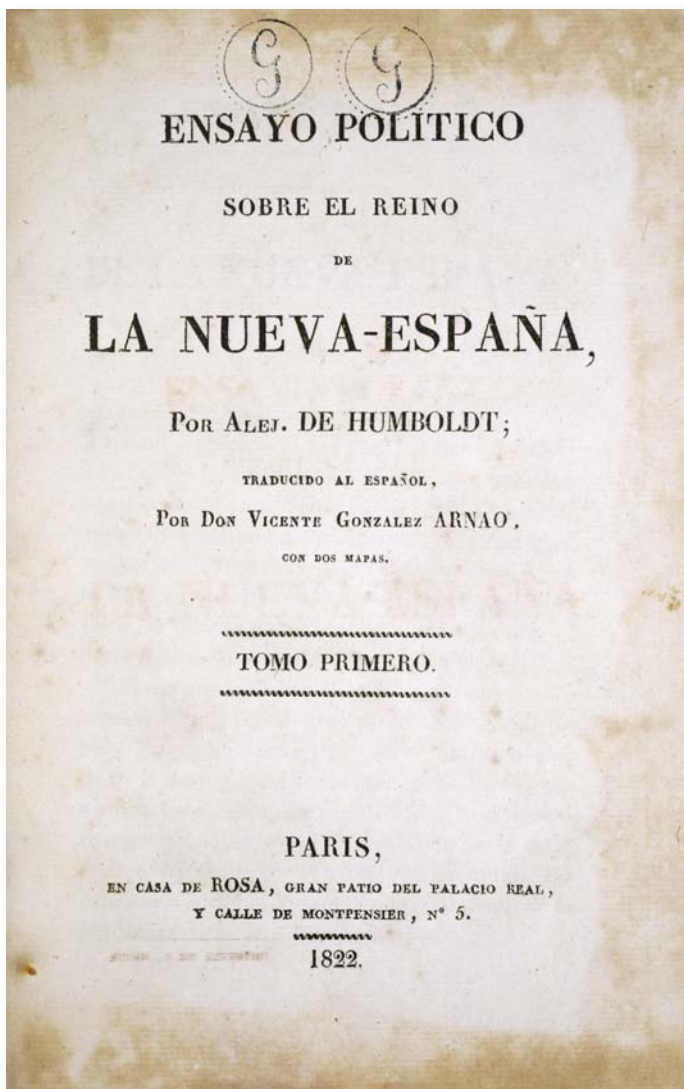 G G
ENSAYO POLÍTICO
SOBRE EL REINO
DE
LA NUEVA-ESPAÑA,
POR ALEJ. DE HUMBOLDT;
TRADUCIDO AL ESPAÑOL,
POR DON VICENTE GONZALEZ ARNAO,
CON DOS MAPAS.
TOMO PRIMERO.
PARIS,
EN CASA DE ROSA, GRAN PATIO DEL PALACIO REAL,
Y CALLE DE MONTPENSIER, N° 5.
1822.